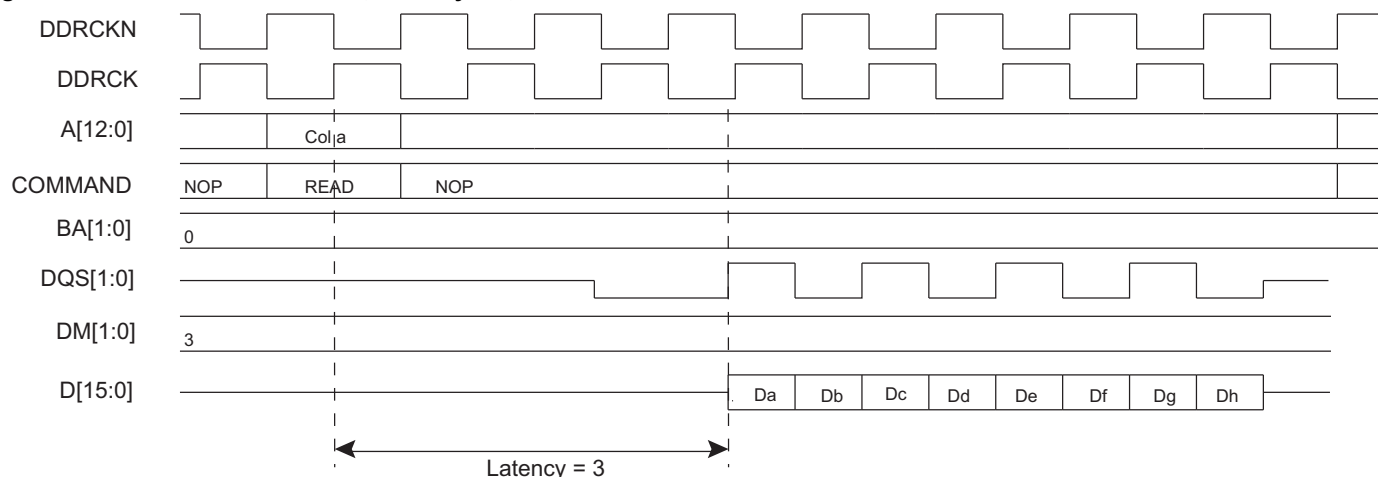 DDRCKN
DDRCK
A[12:0] Col a
COMMAND NOP READ NOP
BA[1:0] 0
DQS[1:0]
DM[1:0] 3
D[15:0] Da Db Dc Dd De Df Dg Dh
Latency = 3